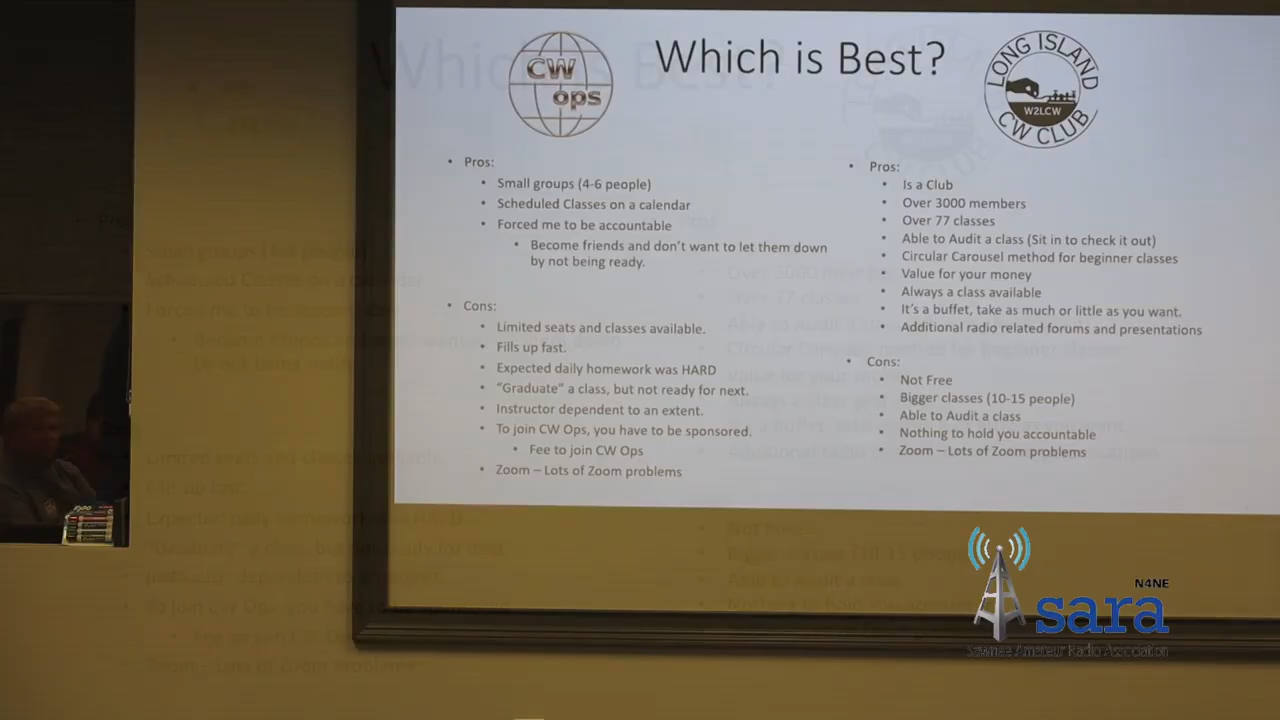 Which is Best?
CW
ops
LONG ISLAND
W2LCW
CW CLUB
• Pros:
• Small groups (4-6 people)
• Scheduled Classes on a calendar
• Forced me to be accountable
• Become friends and don't want to let them down
by not being ready.
• Cons:
• Limited seats and classes available.
• Fills up fast.
• Expected daily homework was HARD
• "Graduate" a class, but not ready for next.
• Instructor dependent to an extent.
• To join CW Ops, you have to be sponsored.
• Fee to join CW Ops
• Zoom – Lots of Zoom problems
• Pros:
• Is a Club
• Over 3000 members
• Over 77 classes
• Able to Audit a class (Sit in to check it out)
• Circular Carousel method for beginner classes
• Value for your money
• Always a class available
• It's a buffet, take as much or little as you want.
• Additional radio related forums and presentations
• Cons:
• Not Free
• Bigger classes (10-15 people)
• Able to Audit a class
• Nothing to hold you accountable
• Zoom – Lots of Zoom problems
N4NE
sara
Sawnee Amateur Radio Association